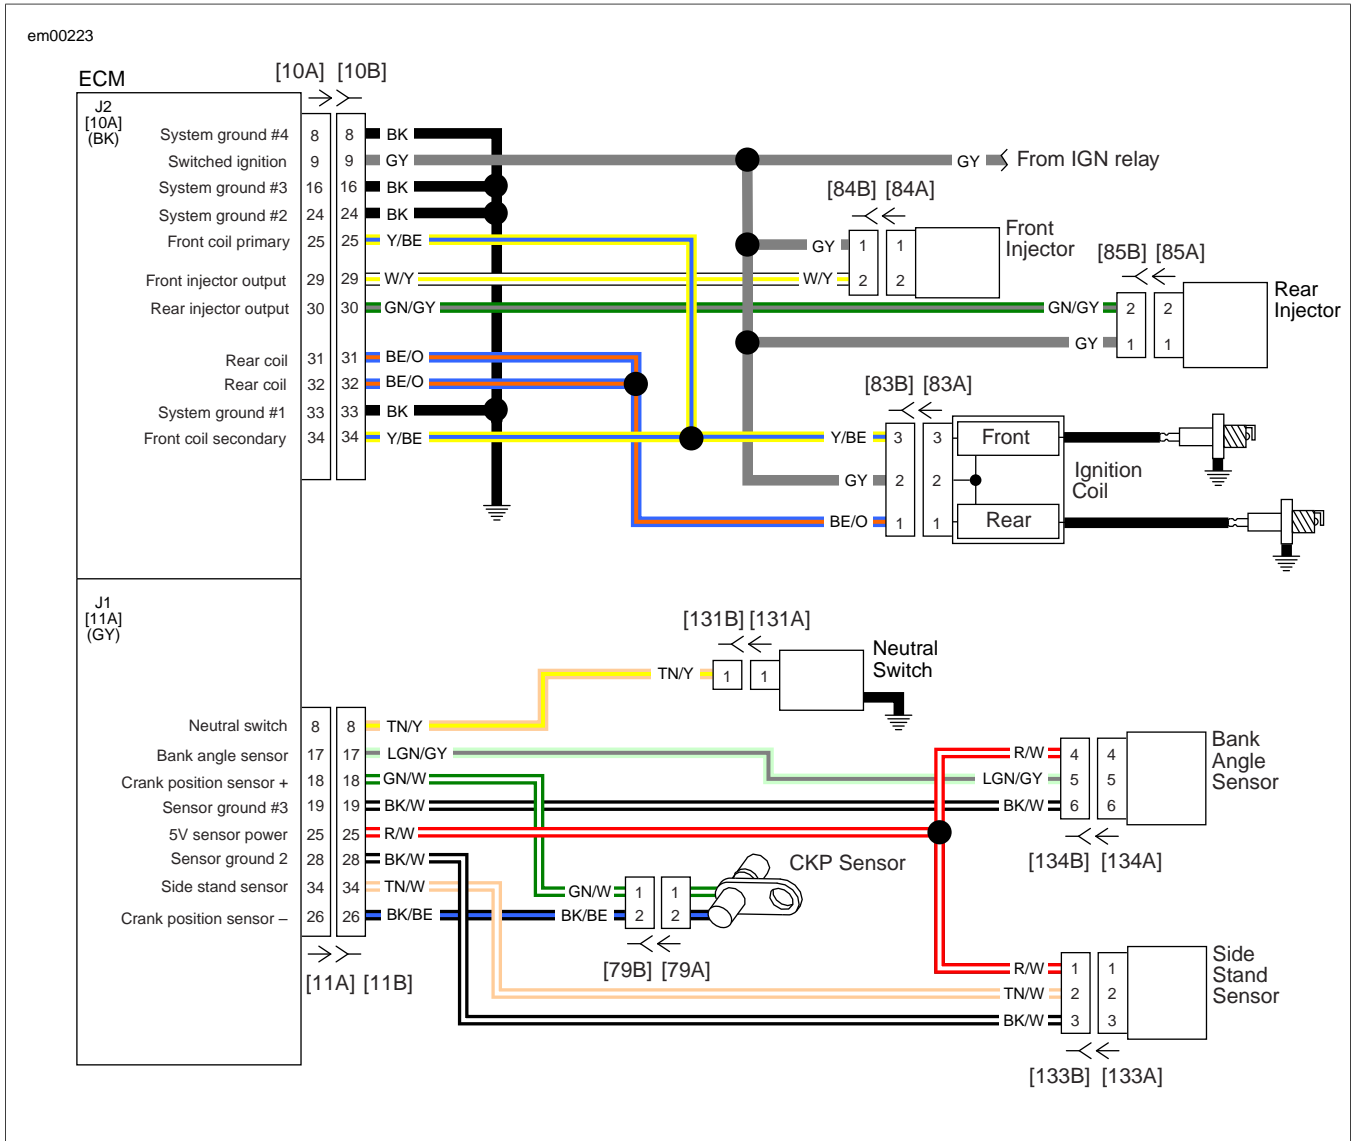 em00223
ECM
[10A] [10B]
J2
[10A]
(BK)
System ground #4 8 8 BK
Switched ignition 9 9 GY GY From IGN relay
System ground #3 16 16 BK
System ground #2 24 24 BK
Front coil primary 25 25 Y/BE
Front injector output 29 29 W/Y W/Y
Rear injector output 30 30 GN/GY GN/GY
Rear coil 31 31 BE/O
Rear coil 32 32 BE/O
System ground #1 33 33 BK
Front coil secondary 34 34 Y/BE Y/BE
[84B] [84A]
GY 1 1
2 2
Front
Injector
[85B] [85A]
2 2
GY 1 1
Rear
Injector
[83B] [83A]
3 3 Front
GY 2 2
BE/O 1 1 Rear
Ignition
Coil
J1
[11A]
(GY)
[131B] [131A]
TN/Y 1 1
Neutral
Switch
Neutral switch 8 8 TN/Y
Bank angle sensor 17 17 LGN/GY
Crank position sensor + 18 18 GN/W
Sensor ground #3 19 19 BK/W
5V sensor power 25 25 R/W
Sensor ground 2 28 28 BK/W
Side stand sensor 34 34 TN/W
Crank position sensor – 26 26 BK/BE
[11A] [11B]
R/W 4 4
LGN/GY 5 5
BK/W 6 6
Bank
Angle
Sensor
[134B] [134A]
CKP Sensor
GN/W 1 1
BK/BE 2 2
[79B] [79A]
R/W 1 1
TN/W 2 2
BK/W 3 3
Side
Stand
Sensor
[133B] [133A]